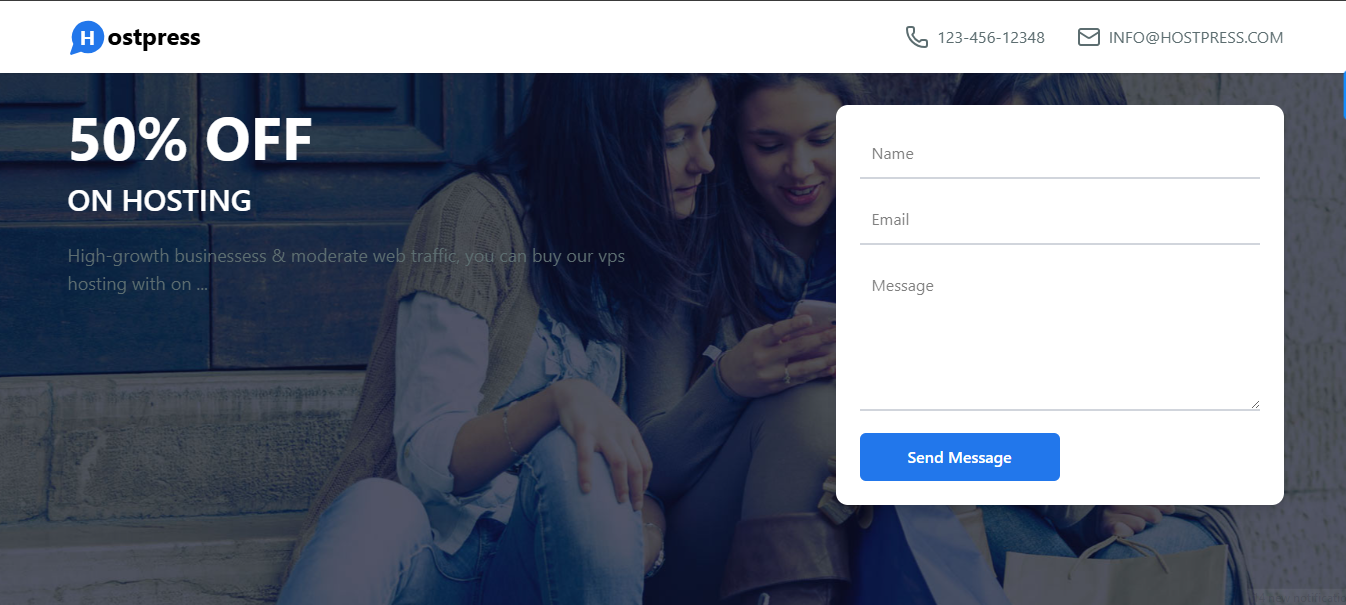 Hostpress
123-456-12348
INFO@HOSTPRESS.COM
50% OFF
ON HOSTING
High-growth businessess & moderate web traffic, you can buy our vps
hosting with on ...
Name
Email
Message
Send Message